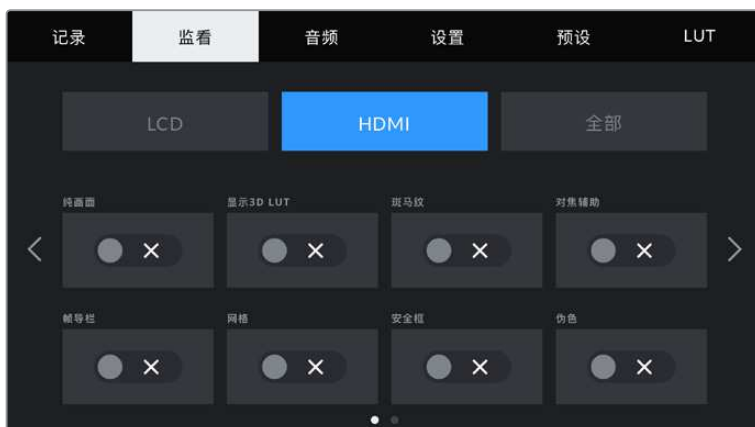 记录 监看 音频 设置 预设 LUT
LCD HDMI 全部
纯画面 显示3D LUT 斑马纹 对焦辅助
帧导栏 网格 安全框 伪色